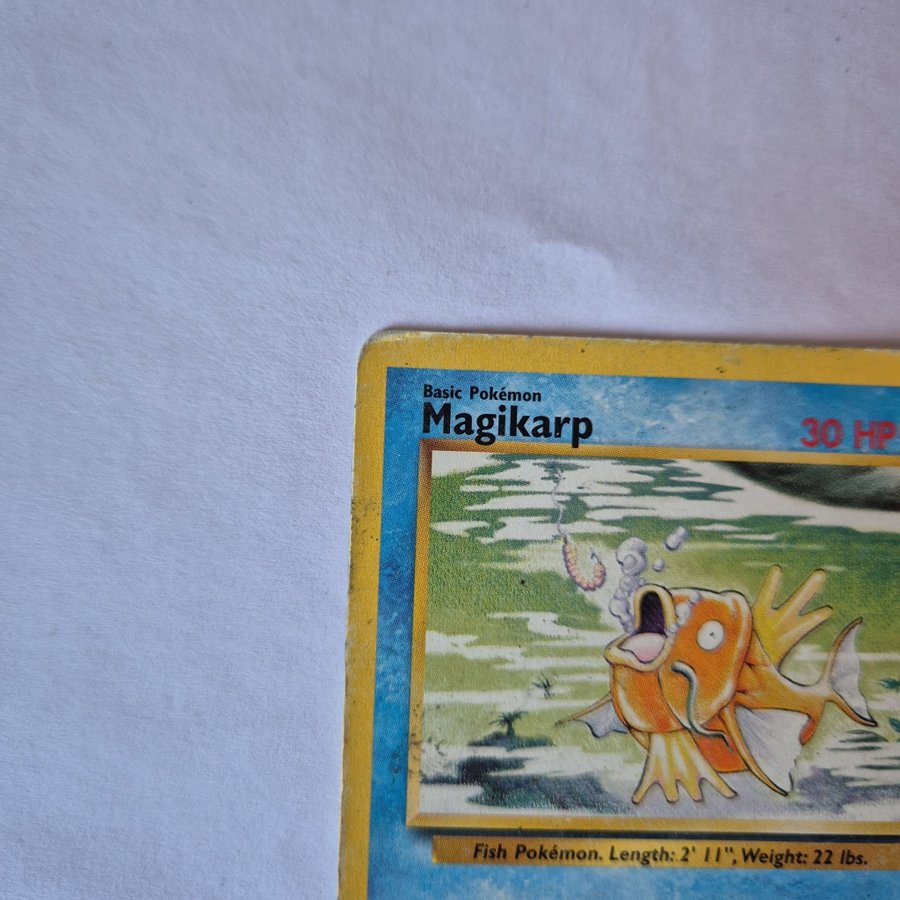 Basic Pokémon
Magikarp
30 HP
Fish Pokémon. Length: 2' 11", Weight: 22 lbs.